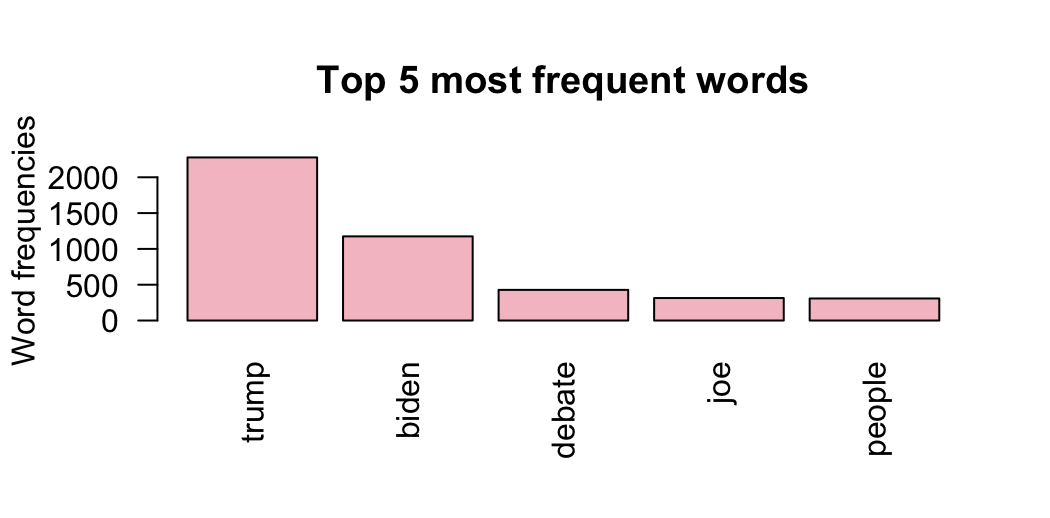 Top 5 most frequent words
Word frequencies
2000
1500
1000
500
0
trump
biden
debate
joe
people